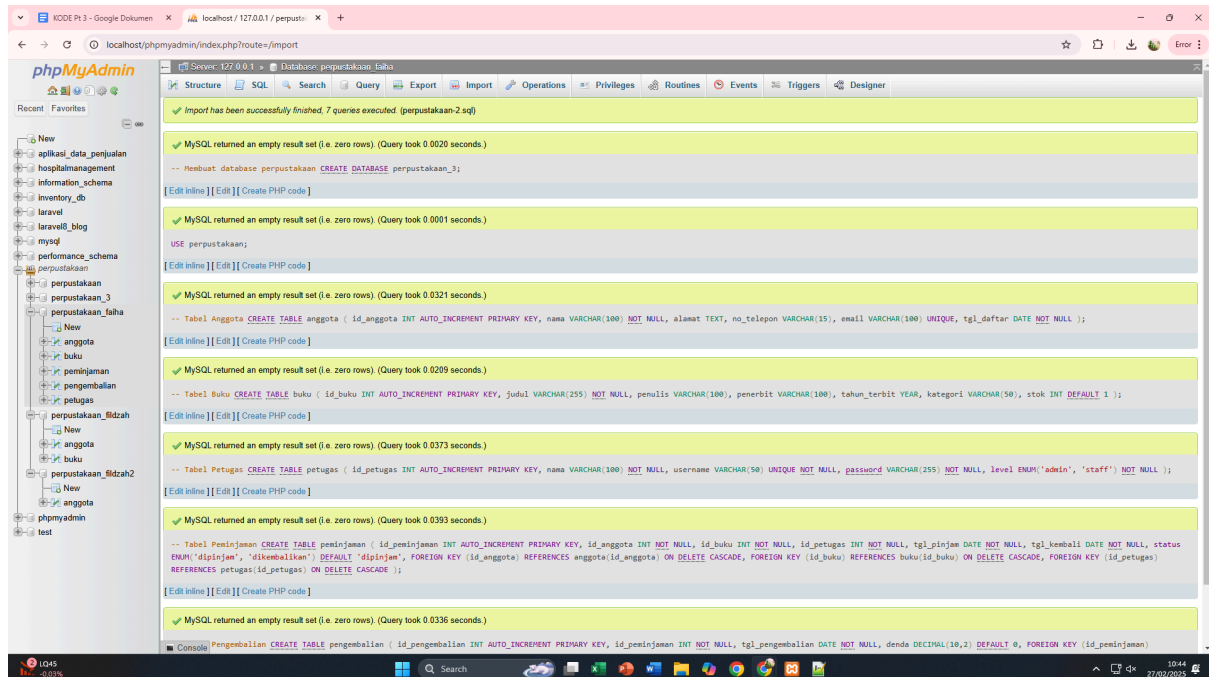 KODE Pt 3 - Google Dokumen
localhost / 127.0.0.1 / perpusta
localhost/phpmyadmin/index.php?route=/import
Error
phpMyAdmin
Recent Favorites
New
aplikasi_data_penjualan
hospitalmanagement
information_schema
inventory_db
laravel
laravel8_blog
mysql
performance_schema
perpustakaan
perpustakaan
perpustakaan_3
perpustakaan_faiha
New
anggota
buku
peminjaman
pengembalian
petugas
perpustakaan_fildzah
New
anggota
buku
perpustakaan_fildzah2
New
anggota
phpmyadmin
test
Server: 127.0.0.1 » Database: perpustakaan_faiha
Structure SQL Search Query Export Import Operations Privileges Routines Events Triggers Designer
Import has been successfully finished, 7 queries executed. (perpustakaan-2.sql)
MySQL returned an empty result set (i.e. zero rows). (Query took 0.0020 seconds.)
-- Membuat database perpustakaan CREATE DATABASE perpustakaan_3;
[ Edit inline ] [ Edit ] [ Create PHP code ]
MySQL returned an empty result set (i.e. zero rows). (Query took 0.0001 seconds.)
USE perpustakaan;
[ Edit inline ] [ Edit ] [ Create PHP code ]
MySQL returned an empty result set (i.e. zero rows). (Query took 0.0321 seconds.)
-- Tabel Anggota CREATE TABLE anggota ( id_anggota INT AUTO_INCREMENT PRIMARY KEY, nama VARCHAR(100) NOT NULL, alamat TEXT, no_telepon VARCHAR(15), email VARCHAR(100) UNIQUE, tgl_daftar DATE NOT NULL );
[ Edit inline ] [ Edit ] [ Create PHP code ]
MySQL returned an empty result set (i.e. zero rows). (Query took 0.0209 seconds.)
-- Tabel Buku CREATE TABLE buku ( id_buku INT AUTO_INCREMENT PRIMARY KEY, judul VARCHAR(255) NOT NULL, penulis VARCHAR(100), penerbit VARCHAR(100), tahun_terbit YEAR, kategori VARCHAR(50), stok INT DEFAULT 1 );
[ Edit inline ] [ Edit ] [ Create PHP code ]
MySQL returned an empty result set (i.e. zero rows). (Query took 0.0373 seconds.)
-- Tabel Petugas CREATE TABLE petugas ( id_petugas INT AUTO_INCREMENT PRIMARY KEY, nama VARCHAR(100) NOT NULL, username VARCHAR(50) UNIQUE NOT NULL, password VARCHAR(255) NOT NULL, level ENUM('admin', 'staff') NOT NULL );
[ Edit inline ] [ Edit ] [ Create PHP code ]
MySQL returned an empty result set (i.e. zero rows). (Query took 0.0393 seconds.)
-- Tabel Peminjaman CREATE TABLE peminjaman ( id_peminjaman INT AUTO_INCREMENT PRIMARY KEY, id_anggota INT NOT NULL, id_buku INT NOT NULL, id_petugas INT NOT NULL, tgl_pinjam DATE NOT NULL, tgl_kembali DATE NOT NULL, status
ENUM('dipinjam', 'dikembalikan') DEFAULT 'dipinjam', FOREIGN KEY (id_anggota) REFERENCES anggota(id_anggota) ON DELETE CASCADE, FOREIGN KEY (id_buku) REFERENCES buku(id_buku) ON DELETE CASCADE, FOREIGN KEY (id_petugas)
REFERENCES petugas(id_petugas) ON DELETE CASCADE );
[ Edit inline ] [ Edit ] [ Create PHP code ]
MySQL returned an empty result set (i.e. zero rows). (Query took 0.0336 seconds.)
Pengembalian CREATE TABLE pengembalian ( id_pengembalian INT AUTO_INCREMENT PRIMARY KEY, id_peminjaman INT NOT NULL, tgl_pengembalian DATE NOT NULL, denda DECIMAL(10,2) DEFAULT 0, FOREIGN KEY (id_peminjaman)
Console
2
LQ45
-0.03%
Search
10:44
27/02/2025